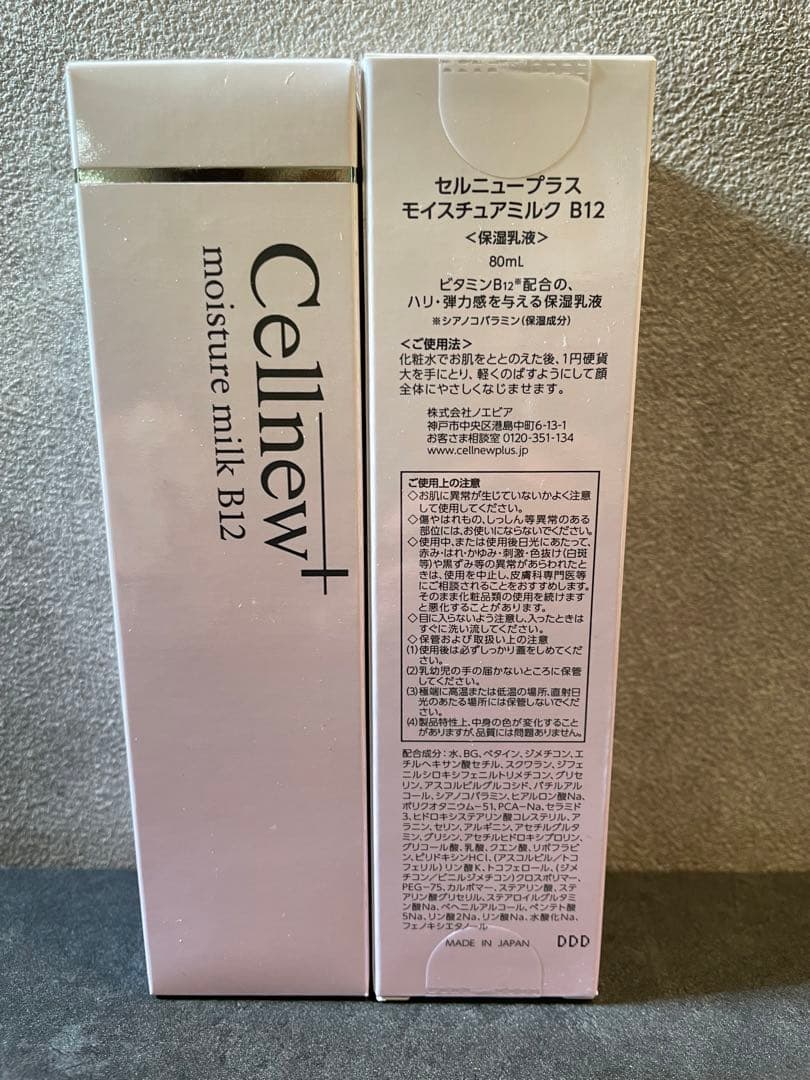 Cellnew+
moisture milk B12
セルニュープラス
モイスチュアミルク B12
<保湿乳液>
80mL
ビタミンB12※配合の、
ハリ・弾力感を与える保湿乳液
※シアノコバラミン(保湿成分)
<ご使用法>
化粧水でお肌をととのえた後、1円硬貨
大を手にとり、軽くのばすようにして顔
全体にやさしくなじませます。
株式会社ノエビア
神戸市中央区港島中町6-13-1
お客さま相談室 0120-351-134
www.cellnewplus.jp
ご使用上の注意
◇お肌に異常が生じていないかよく注意
して使用してください。
◇傷やはれもの、しっしん等異常のある
部位には、お使いにならないでください。
◇使用中、または使用後日光にあたって、
赤み・はれ・かゆみ・刺激・色抜け(白斑
等)や黒ずみ等の異常があらわれたと
きは、使用を中止し、皮膚科専門医等
にご相談されることをおすすめします。
そのまま化粧品類の使用を続けます
と悪化することがあります。
◇目に入らないよう注意し、入ったときは
すぐに洗い流してください。
◇保管および取扱い上の注意
(1)使用後は必ずしっかり蓋をしめてくだ
さい。
(2)乳幼児の手の届かないところに保管
してください。
(3)極端に高温または低温の場所、直射日
光のあたる場所には保管しないでくだ
さい。
(4)製品特性上、中身の色が変化すること
がありますが、品質には問題ありません。
配合成分:水、BG、ベタイン、ジメチコン、エ
チルヘキサン酸セチル、スクワラン、ジフェ
ニルシロキシフェニルトリメチコン、グリセ
リン、アスコルビルグルコシド、バチルアル
コール、シアノコバラミン、ヒアルロン酸Na、
ポリクオタニウム-51、PCA-Na、セラミド
3、ヒドロキシステアリン酸コレステリル、ア
ラニン、セリン、アルギニン、アセチルグルタ
ミン、グリシン、アセチルヒドロキシプロリン、
グリコール酸、乳酸、クエン酸、リボフラビ
ン、ピリドキシンHCl、(アスコルビル/トコ
フェリル)リン酸K、トコフェロール、(ジメ
チコン/ビニルジメチコン)クロスポリマー、
PEG-75、カルボマー、ステアリン酸、ステ
アリン酸グリセリル、ステアロイルグルタミ
ン酸Na、ベヘニルアルコール、ペンテト酸
5Na、リン酸2Na、リン酸Na、水酸化Na、
フェノキシエタノール
MADE IN JAPAN DDD